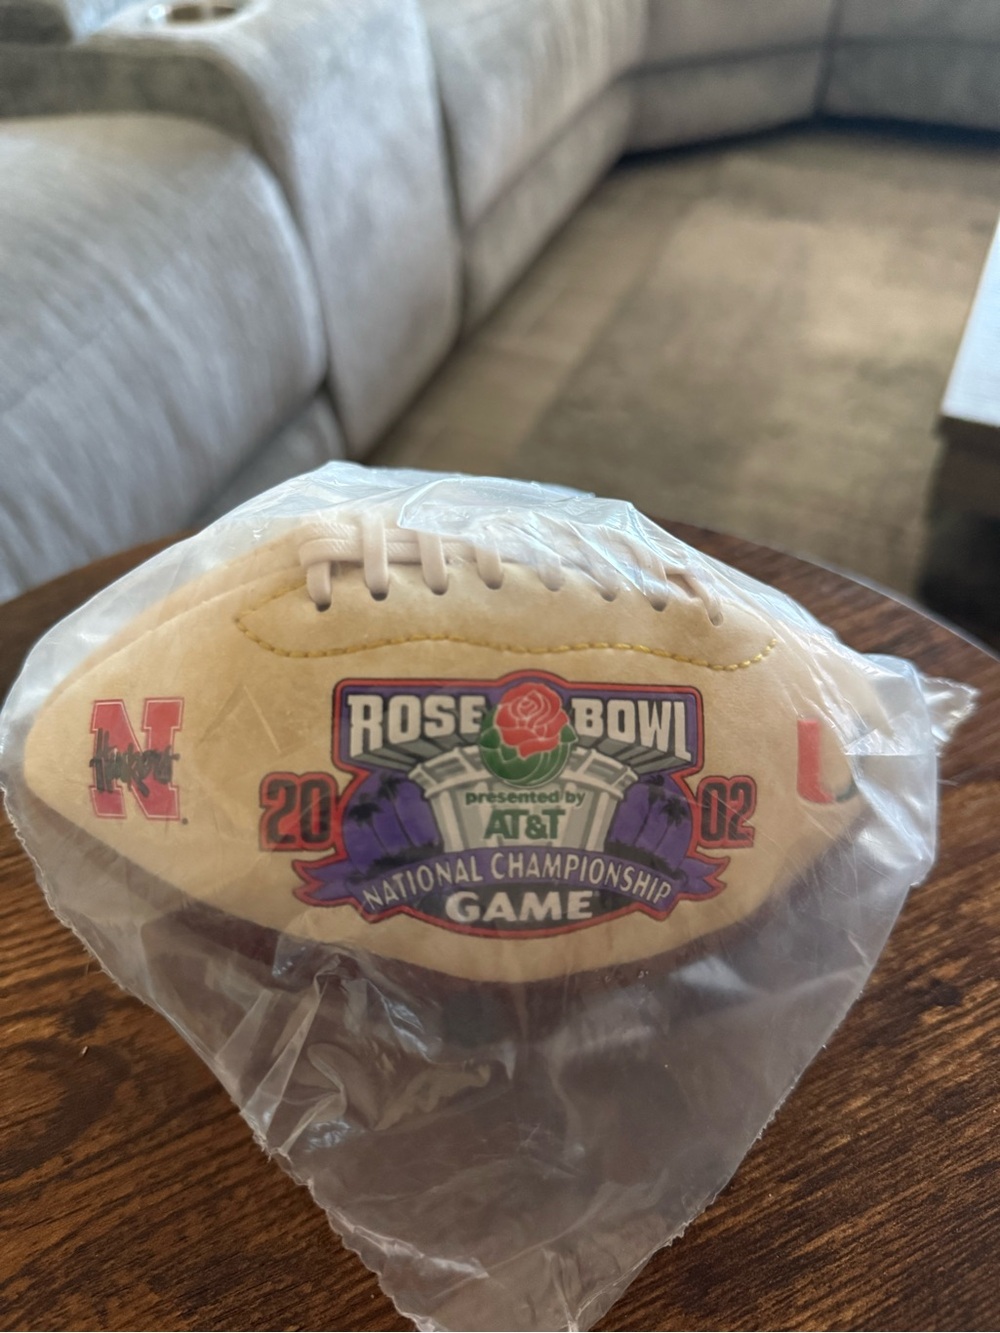 N
Huskers
ROSE BOWL
20 02
presented by
AT&T
NATIONAL CHAMPIONSHIP
GAME
U